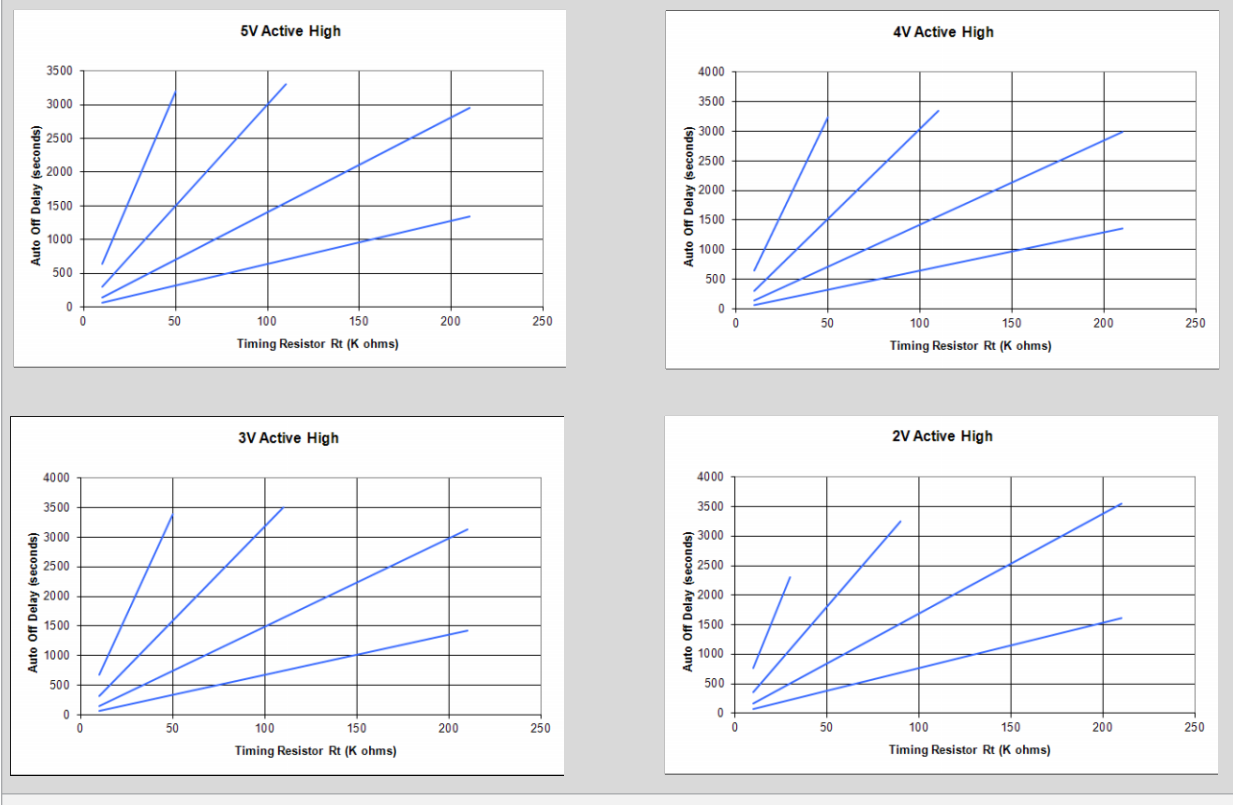 5V Active High
3500
3000
2500
2000
1500
1000
500
0
Auto Off Delay (seconds)
0 50 100 150 200 250
Timing Resistor Rt (K ohms)
4V Active High
4000
3500
3000
2500
2000
1500
1000
500
0
Auto Off Delay (seconds)
0 50 100 150 200 250
Timing Resistor Rt (K ohms)
3V Active High
4000
3500
3000
2500
2000
1500
1000
500
0
Auto Off Delay (seconds)
0 50 100 150 200 250
Timing Resistor Rt (K ohms)
2V Active High
4000
3500
3000
2500
2000
1500
1000
500
0
Auto Off Delay (seconds)
0 50 100 150 200 250
Timing Resistor Rt (K ohms)